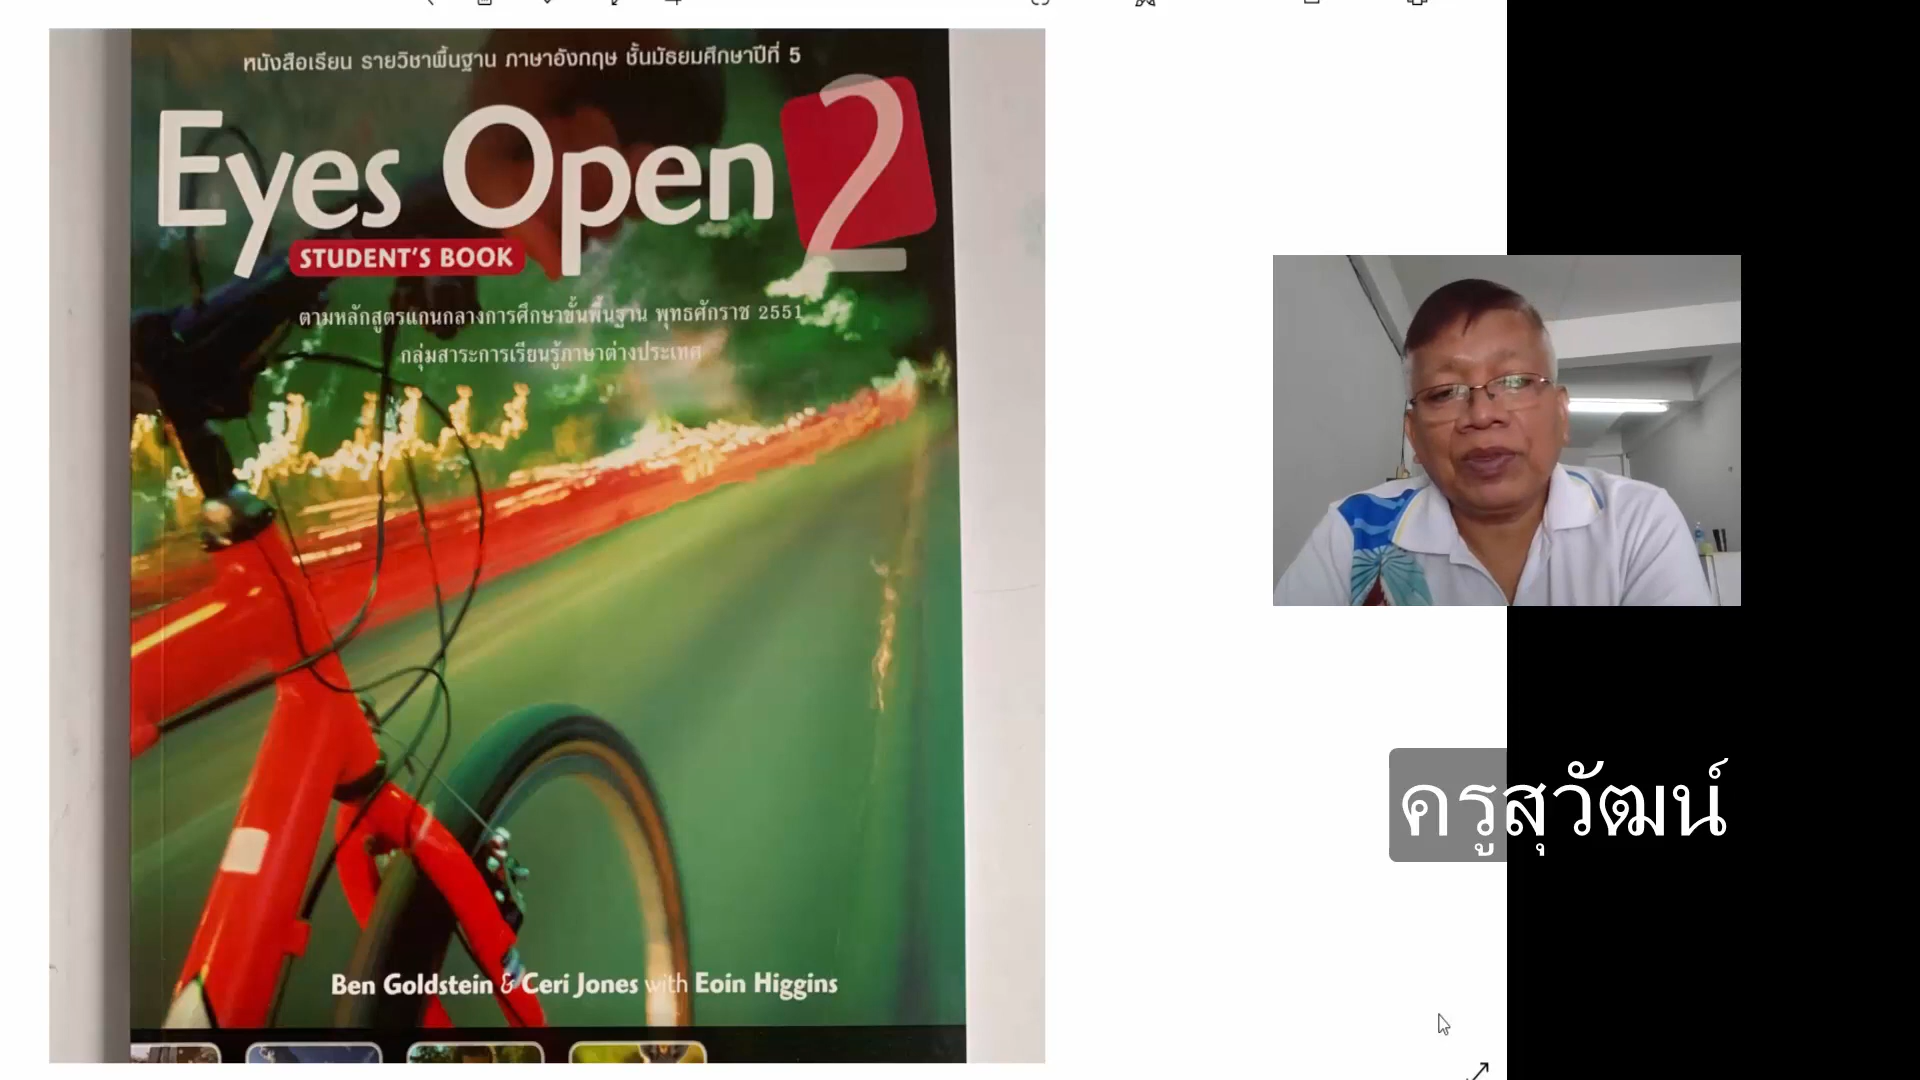 หนังสือเรียน รายวิชาพื้นฐาน ภาษาอังกฤษ ชั้นมัธยมศึกษาปีที่ 5
Eyes Open 2
STUDENT'S BOOK
ตามหลักสูตรแกนกลางการศึกษาขั้นพื้นฐาน พุทธศักราช 2551
กลุ่มสาระการเรียนรู้ภาษาต่างประเทศ
Ben Goldstein & Ceri Jones with Eoin Higgins
ครูสุวัฒน์